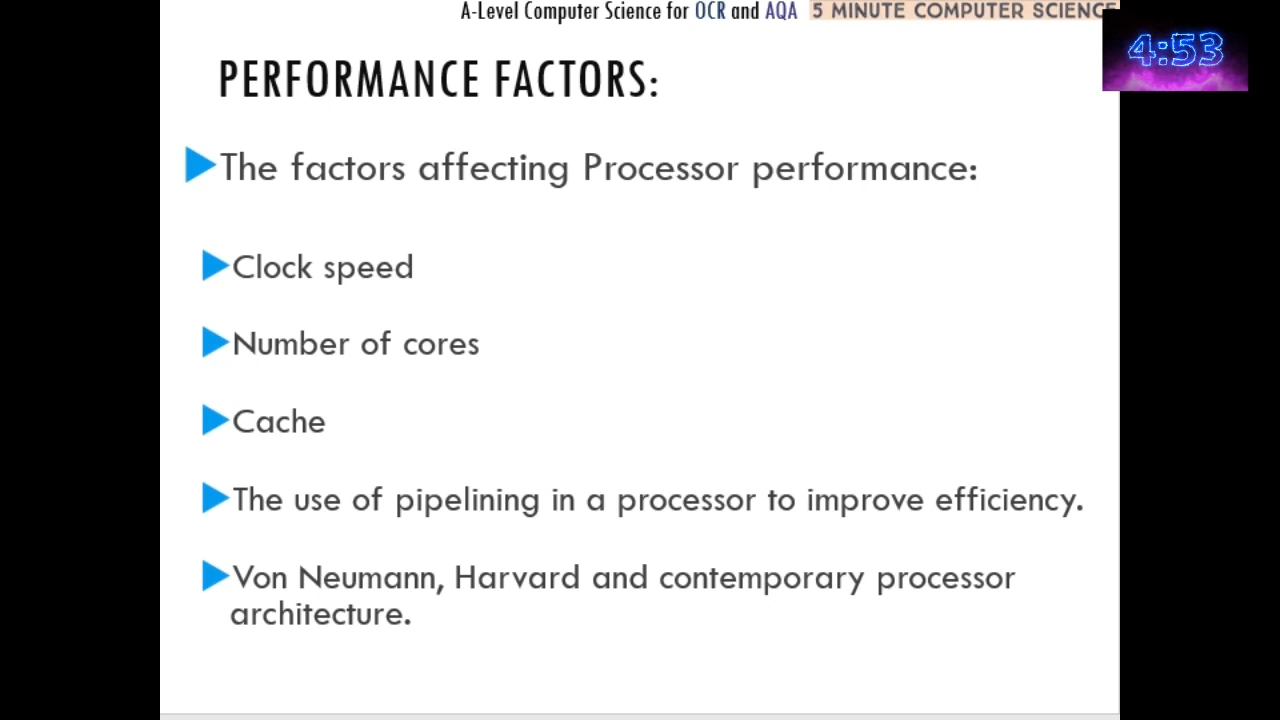 A-Level Computer Science for OCR and AQA 5 MINUTE COMPUTER SCIENCE
4:53
PERFORMANCE FACTORS:
The factors affecting Processor performance:
Clock speed
Number of cores
Cache
The use of pipelining in a processor to improve efficiency.
Von Neumann, Harvard and contemporary processor
architecture.